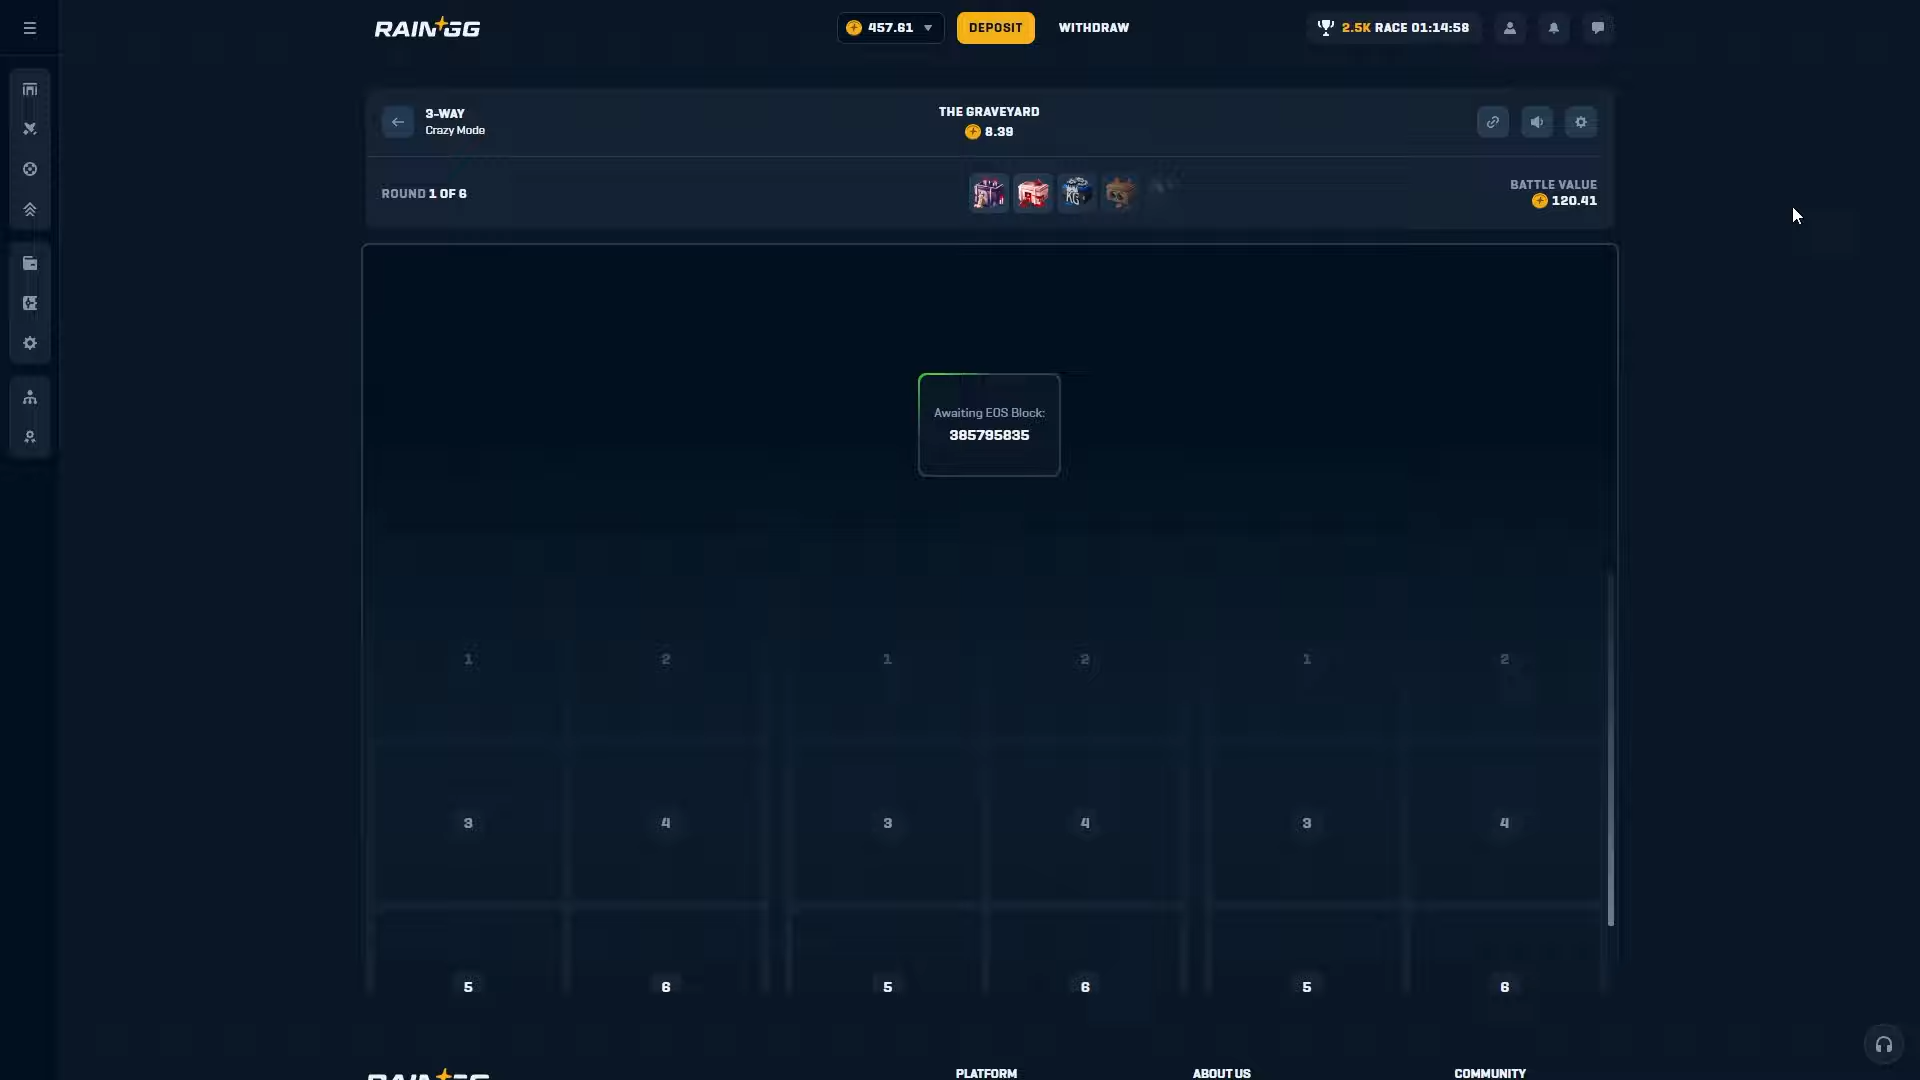 RAIN GG
457.61
DEPOSIT
WITHDRAW
2.5K RACE 01:14:58
3-WAY
Crazy Mode
THE GRAVEYARD
8.39
ROUND 1 OF 6
BATTLE VALUE
120.41
Awaiting EOS Block:
385795835
1 2 1 2 1 2
3 4 3 4 3 4
5 6 5 6 5 6
RAIN GG
PLATFORM
ABOUT US
COMMUNITY